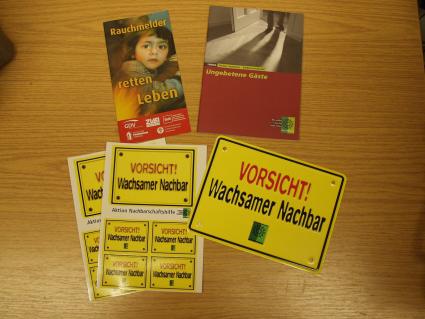 Rauchmelder
retten
Leben
GDV
Ungebetene Gäste
VORSICHT!
Wachsamer Nachbar
Aktion Nachbarschaftshilfe
VORSICHT!
Wachsamer Nachbar
VORSICHT!
Wachsamer Nachbar
VORSICHT!
Wachsamer Nachbar
VORSICHT!
Wachsamer Nachbar
VORSICHT!
Wachsamer Nachbar